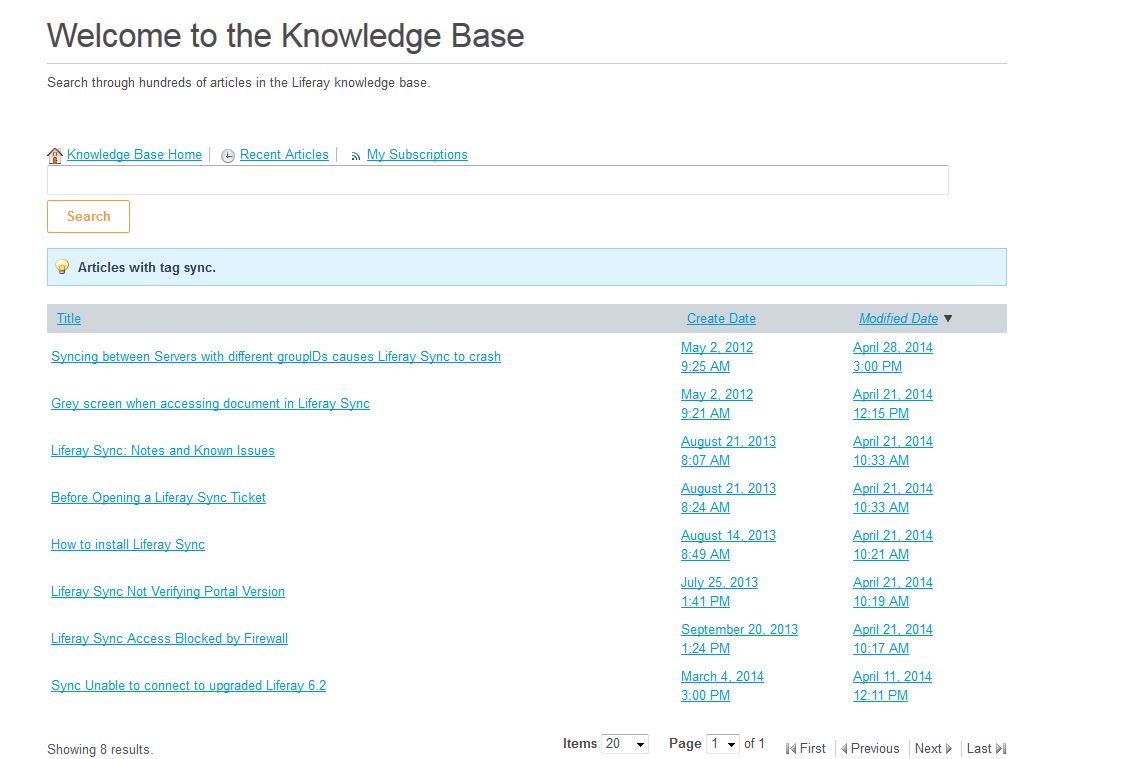 Welcome to the Knowledge Base
Search through hundreds of articles in the Liferay knowledge base.
Knowledge Base Home Recent Articles My Subscriptions
Search
Articles with tag sync.
Title Create Date Modified Date
Syncing between Servers with different groupIDs causes Liferay Sync to crash May 2, 2012 9:25 AM April 28, 2014 3:00 PM
Grey screen when accessing document in Liferay Sync May 2, 2012 9:21 AM April 21, 2014 12:15 PM
Liferay Sync: Notes and Known Issues August 21, 2013 8:07 AM April 21, 2014 10:33 AM
Before Opening a Liferay Sync Ticket August 21, 2013 8:24 AM April 21, 2014 10:33 AM
How to install Liferay Sync August 14, 2013 8:49 AM April 21, 2014 10:21 AM
Liferay Sync Not Verifying Portal Version July 25, 2013 1:41 PM April 21, 2014 10:19 AM
Liferay Sync Access Blocked by Firewall September 20, 2013 1:24 PM April 21, 2014 10:17 AM
Sync Unable to connect to upgraded Liferay 6.2 March 4, 2014 3:00 PM April 11, 2014 12:11 PM
Showing 8 results. Items 20 Page 1 of 1 First Previous Next Last